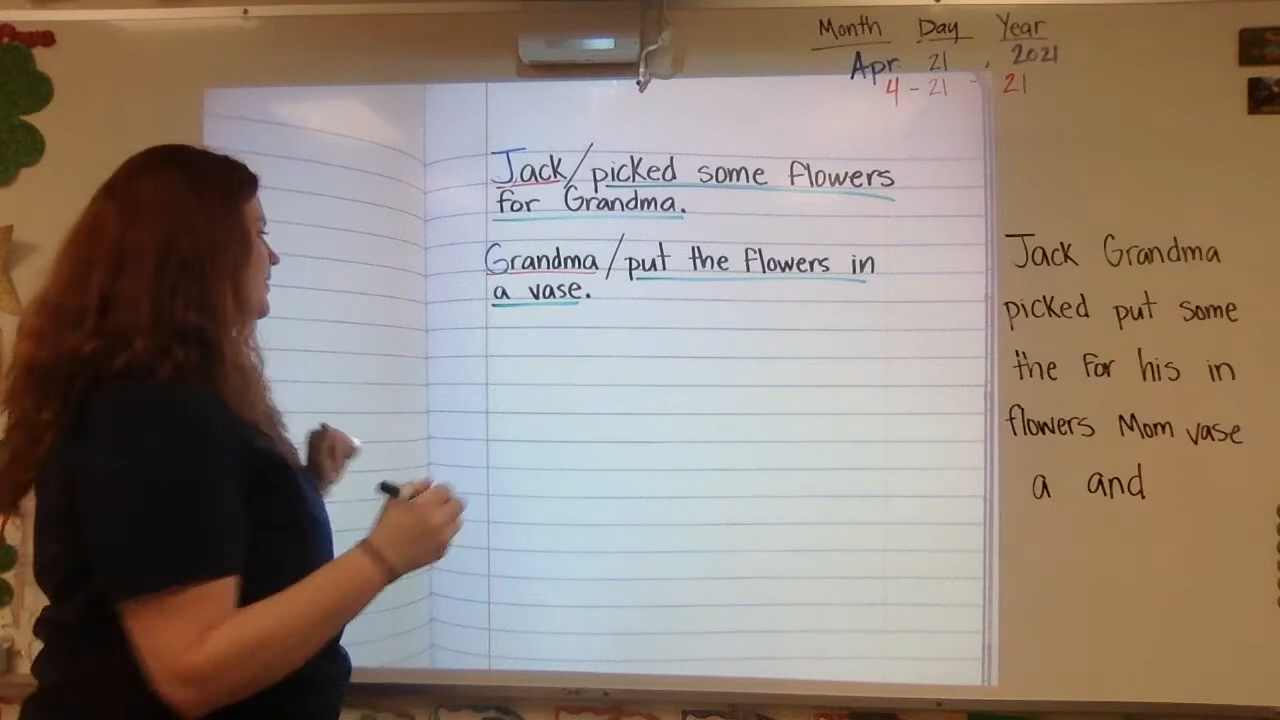 Month Day Year
Apr. 21, 2021
4 - 21 - 21
Jack/picked some flowers
for Grandma.
Grandma/put the flowers in
a vase.
Jack Grandma
picked put some
the for his in
flowers Mom vase
a and